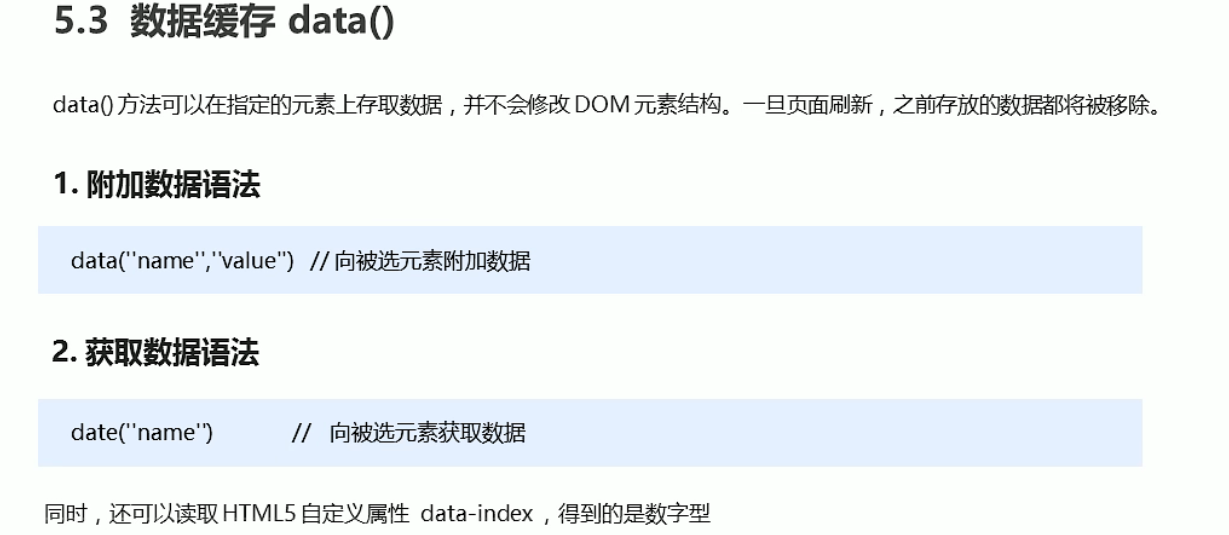 5.3 数据缓存 data()
data() 方法可以在指定的元素上存取数据，并不会修改 DOM 元素结构。一旦页面刷新，之前存放的数据都将被移除。
1. 附加数据语法
data(''name'',''value'') // 向被选元素附加数据
2. 获取数据语法
date(''name'') // 向被选元素获取数据
同时，还可以读取 HTML5 自定义属性 data-index ，得到的是数字型